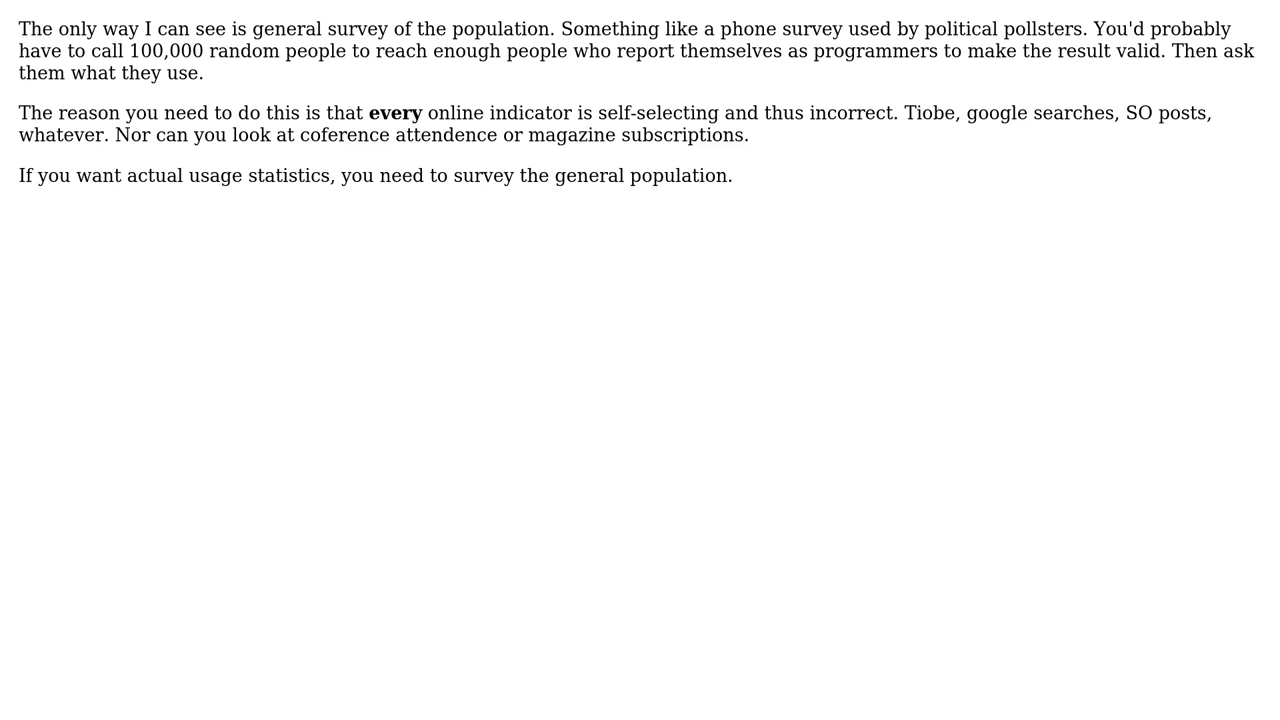 The only way I can see is general survey of the population. Something like a phone survey used by political pollsters. You'd probably
have to call 100,000 random people to reach enough people who report themselves as programmers to make the result valid. Then ask
them what they use.
The reason you need to do this is that every online indicator is self-selecting and thus incorrect. Tiobe, google searches, SO posts,
whatever. Nor can you look at coference attendence or magazine subscriptions.
If you want actual usage statistics, you need to survey the general population.